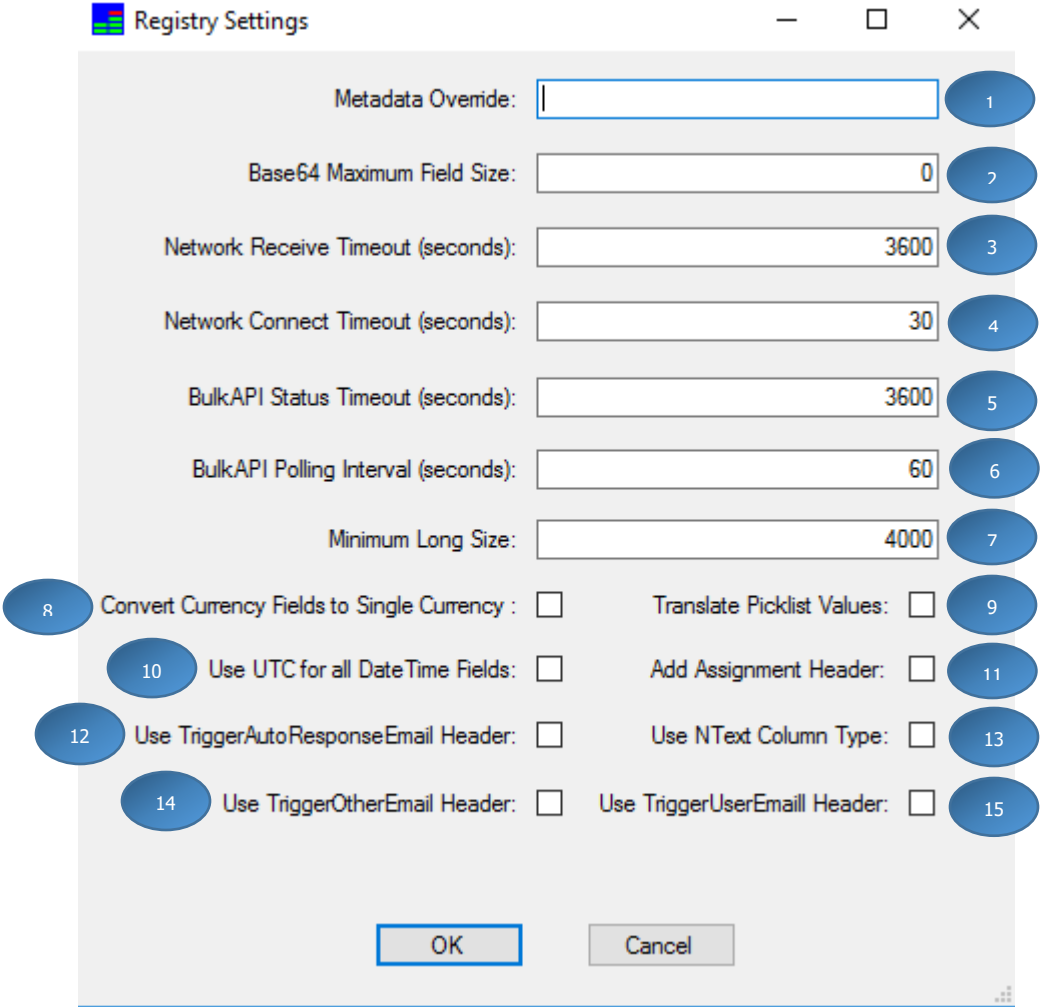 Registry Settings
Metadata Override: 1
Base64 Maximum Field Size: 0 2
Network Receive Timeout (seconds): 3600 3
Network Connect Timeout (seconds): 30 4
BulkAPI Status Timeout (seconds): 3600 5
BulkAPI Polling Interval (seconds): 60 6
Minimum Long Size: 4000 7
8 Convert Currency Fields to Single Currency : Translate Picklist Values: 9
10 Use UTC for all DateTime Fields: Add Assignment Header: 11
12 Use TriggerAutoResponseEmail Header: Use NText Column Type: 13
14 Use TriggerOtherEmail Header: Use TriggerUserEmaill Header: 15
OK Cancel